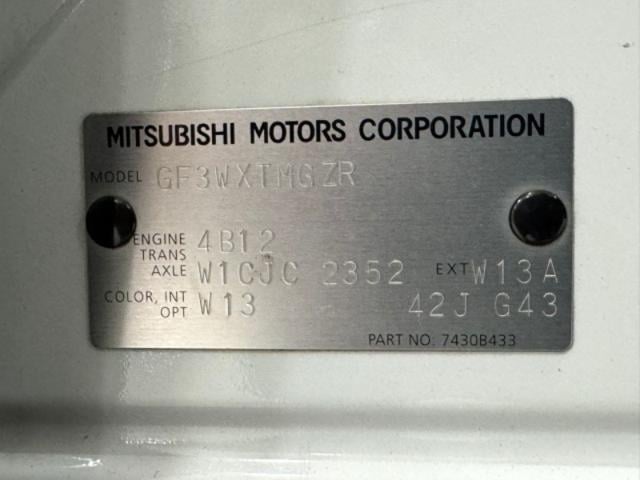 MITSUBISHI MOTORS CORPORATION
MODEL GF3WXTMGZR
ENGINE 4B12
TRANS
AXLE W1CJC 2352 EXT W13A
COLOR, INT W13 42J G43
OPT
PART NO: 7430B433